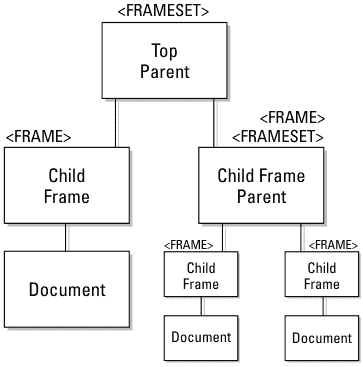 <FRAMESET>
Top
Parent
<FRAME>
<FRAME>
<FRAMESET>
Child
Frame
Child Frame
Parent
Document
<FRAME>
<FRAME>
Child
Frame
Child
Frame
Document
Document